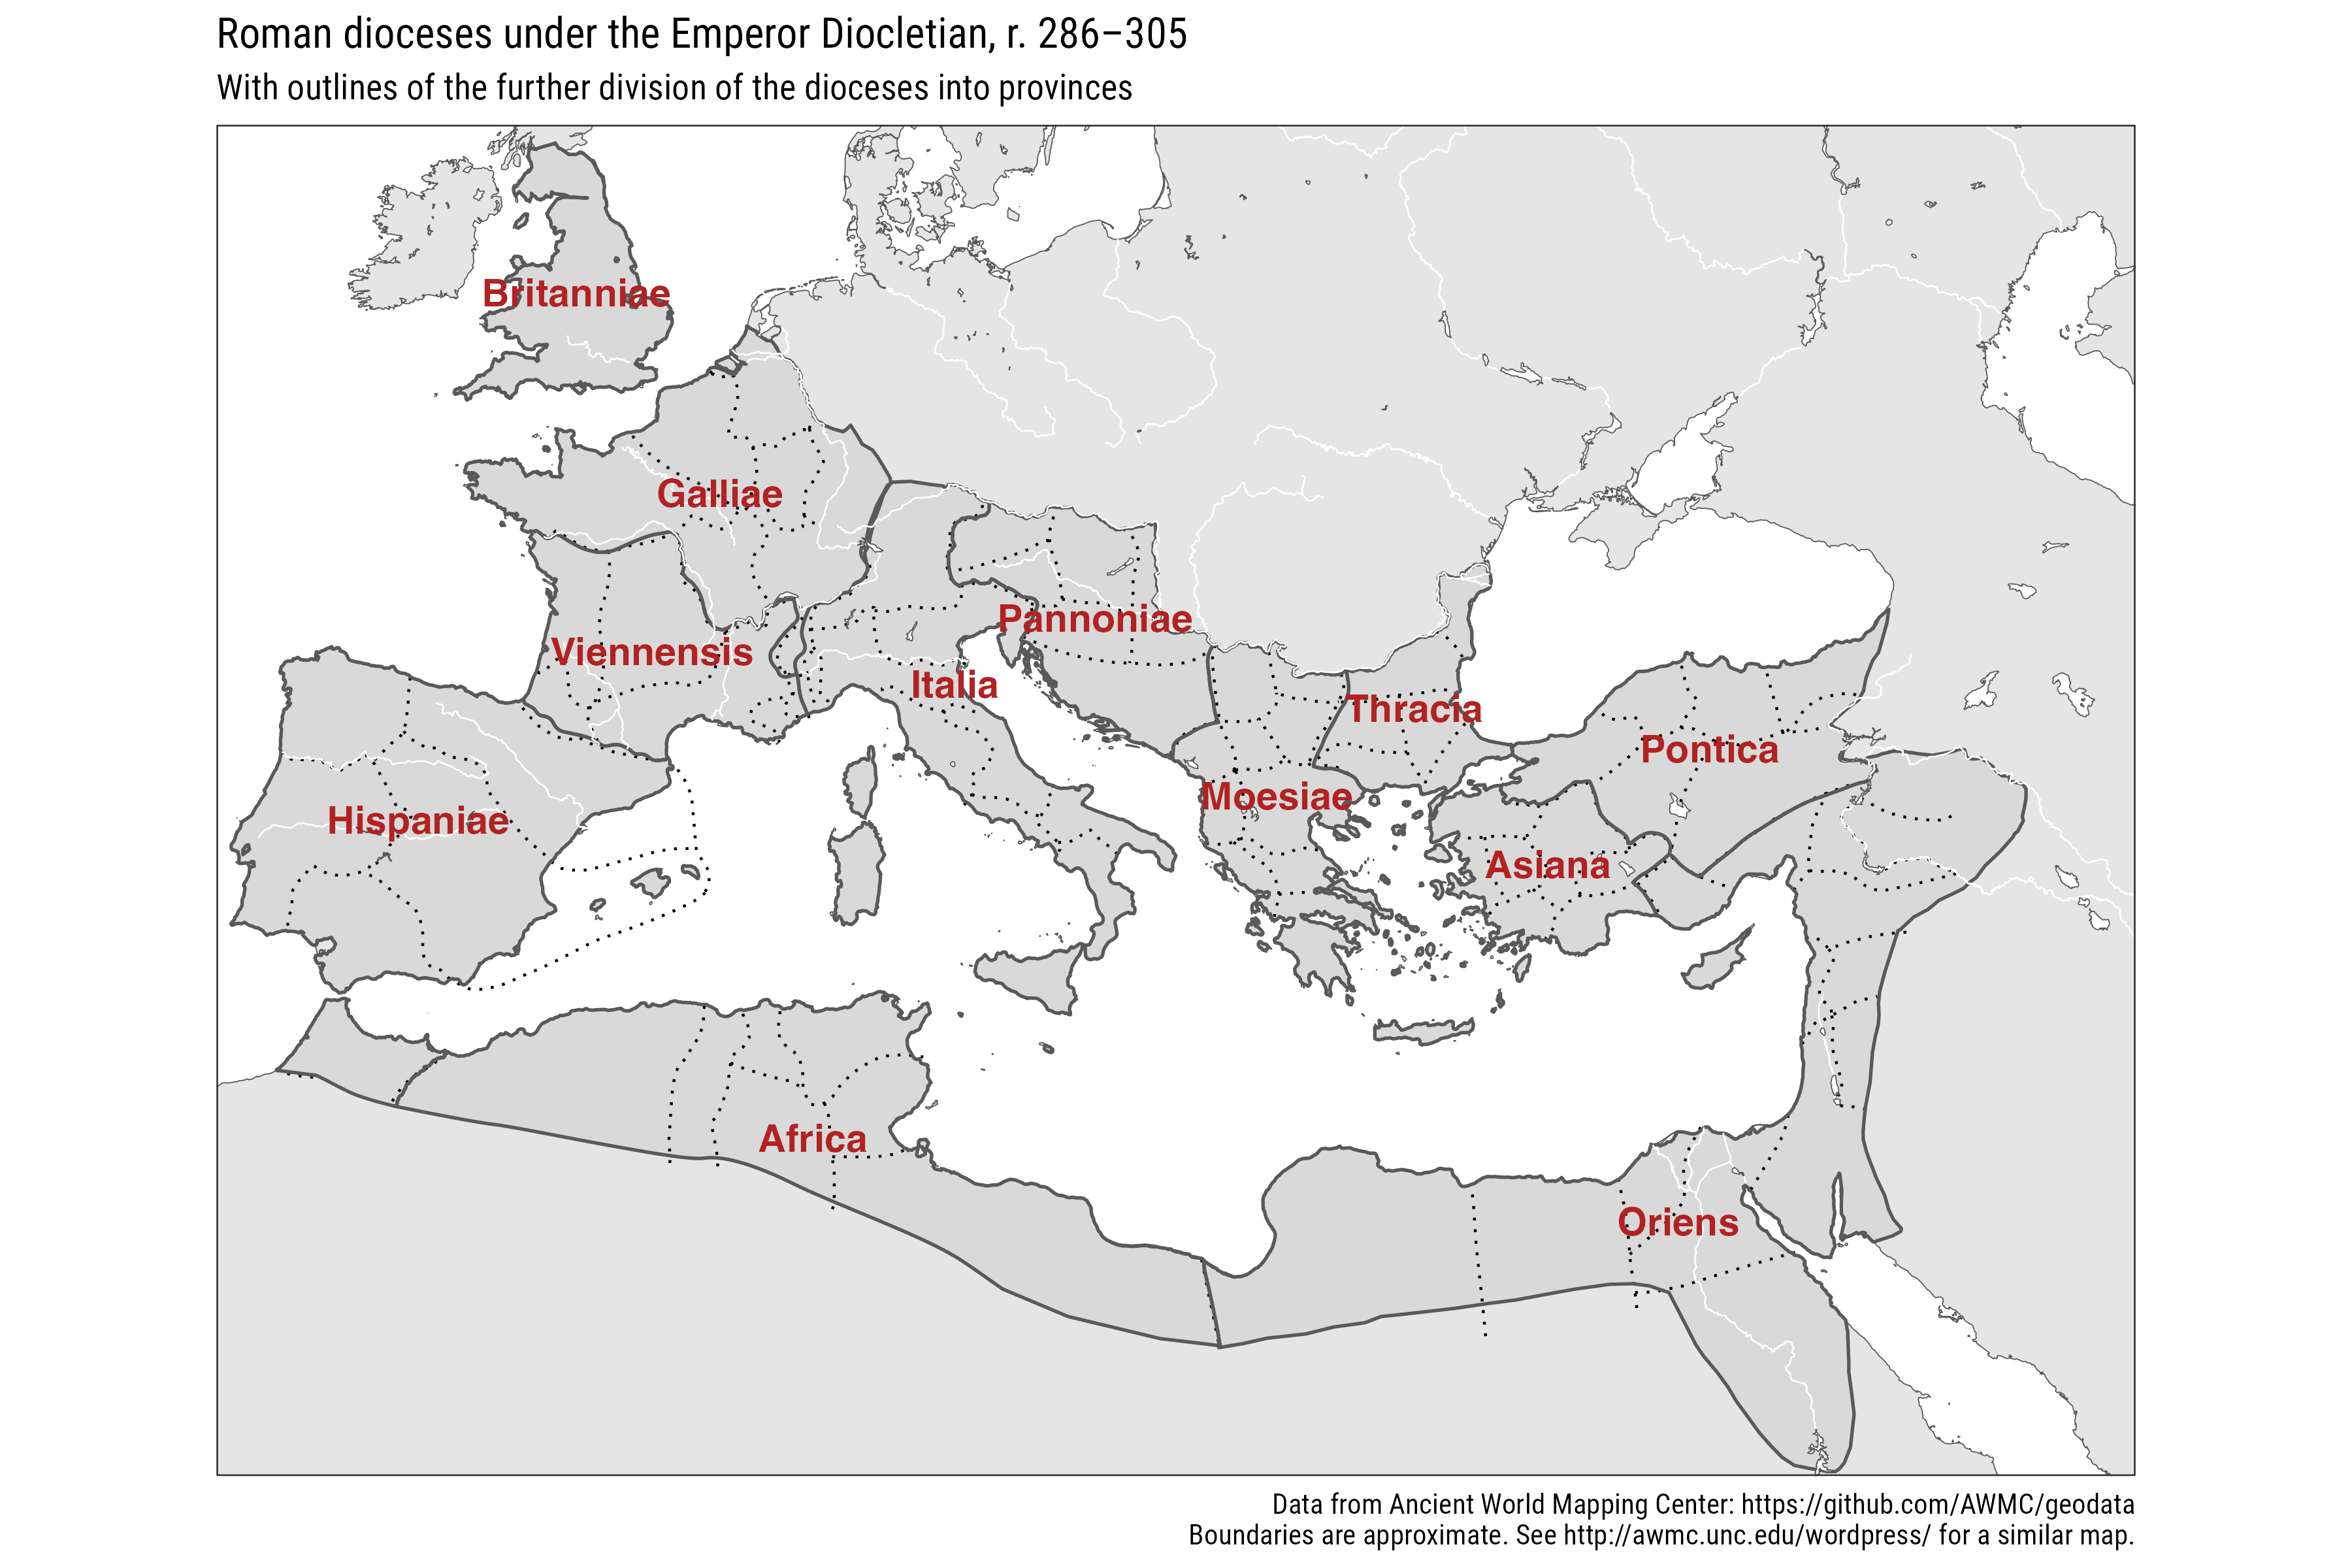 Roman dioceses under the Emperor Diocletian, r. 286–305
With outlines of the further division of the dioceses into provinces
Britanniae
Galliae
Pannoniae
Viennensis
Italia
Thracia
Pontica
Moesiae
Hispaniae
Asiana
Africa
Oriens
Data from Ancient World Mapping Center: https://github.com/AWMC/geodata
Boundaries are approximate. See http://awmc.unc.edu/wordpress/ for a similar map.